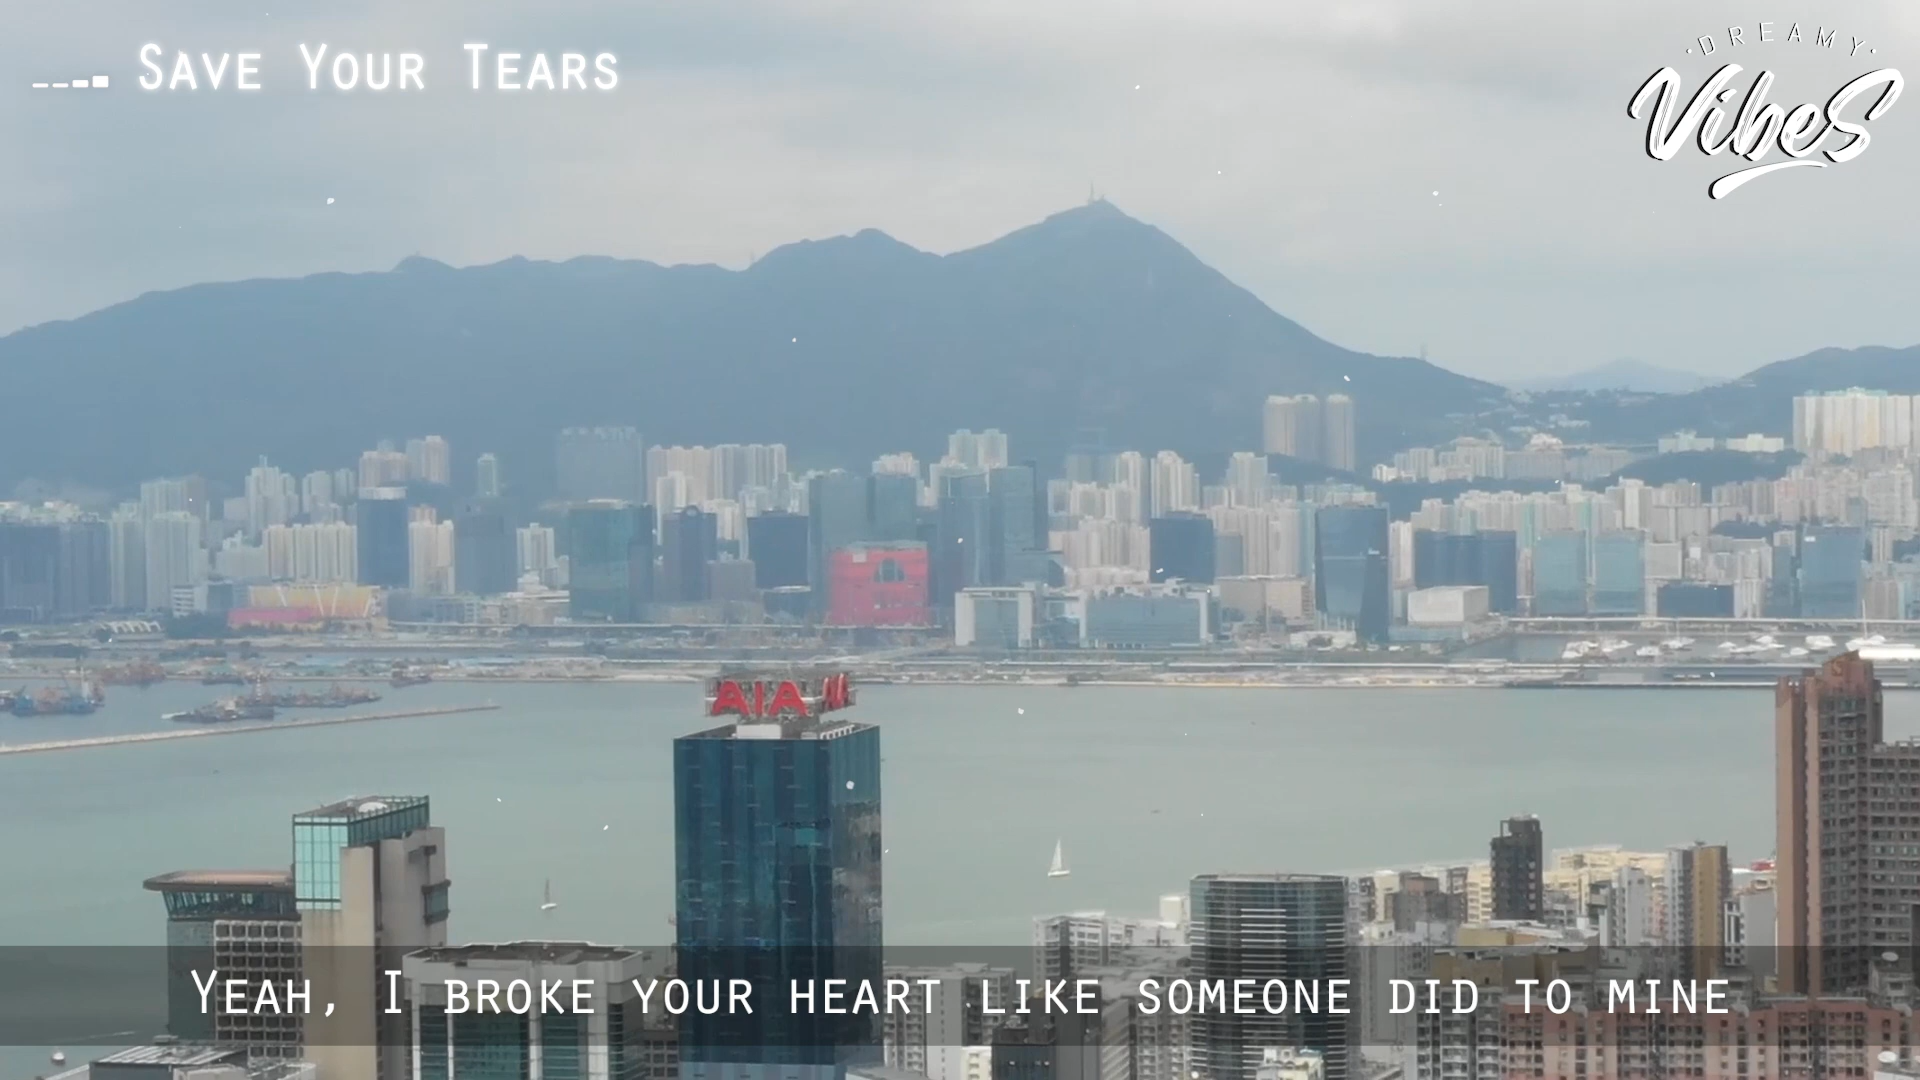 Save Your Tears
DREAMY
Vibes
AIA
Yeah, I broke your heart like someone did to mine